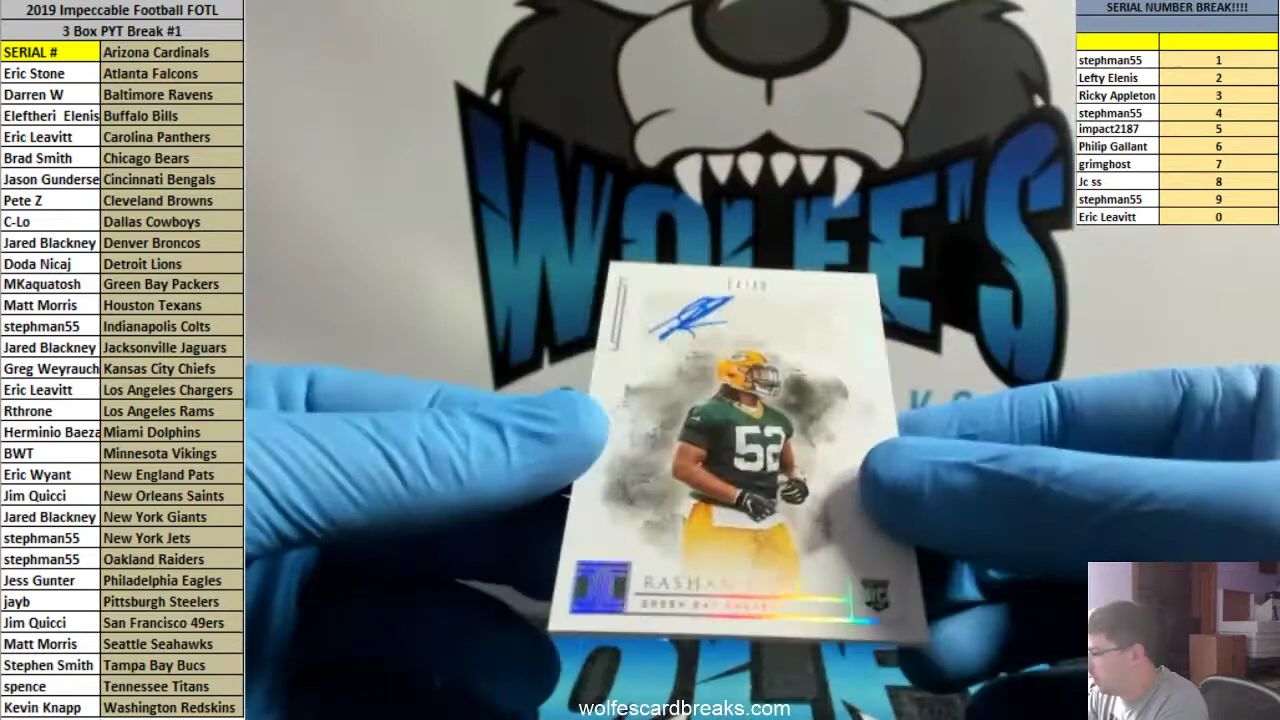 2019 Impeccable Football FOTL
3 Box PYT Break #1
SERIAL # Arizona Cardinals
Eric Stone Atlanta Falcons
Darren W Baltimore Ravens
Eleftheri Elenis Buffalo Bills
Eric Leavitt Carolina Panthers
Brad Smith Chicago Bears
Jason Gunderse Cincinnati Bengals
Pete Z Cleveland Browns
C-Lo Dallas Cowboys
Jared Blackney Denver Broncos
Doda Nicaj Detroit Lions
MKaquatosh Green Bay Packers
Matt Morris Houston Texans
stephman55 Indianapolis Colts
Jared Blackney Jacksonville Jaguars
Greg Weyrauch Kansas City Chiefs
Eric Leavitt Los Angeles Chargers
Rthrone Los Angeles Rams
Herminio Baeza Miami Dolphins
BWT Minnesota Vikings
Eric Wyant New England Pats
Jim Quicci New Orleans Saints
Jared Blackney New York Giants
stephman55 New York Jets
stephman55 Oakland Raiders
Jess Gunter Philadelphia Eagles
jayb Pittsburgh Steelers
Jim Quicci San Francisco 49ers
Matt Morris Seattle Seahawks
Stephen Smith Tampa Bay Bucs
spence Tennessee Titans
Kevin Knapp Washington Redskins
WOLFE'S
52
RASHAN
GREEN BAY
wolfescardbreaks.com
SERIAL NUMBER BREAK!!!!
stephman55 1
Lefty Elenis 2
Ricky Appleton 3
stephman55 4
impact2187 5
Philip Gallant 6
grimghost 7
Jc ss 8
stephman55 9
Eric Leavitt 0